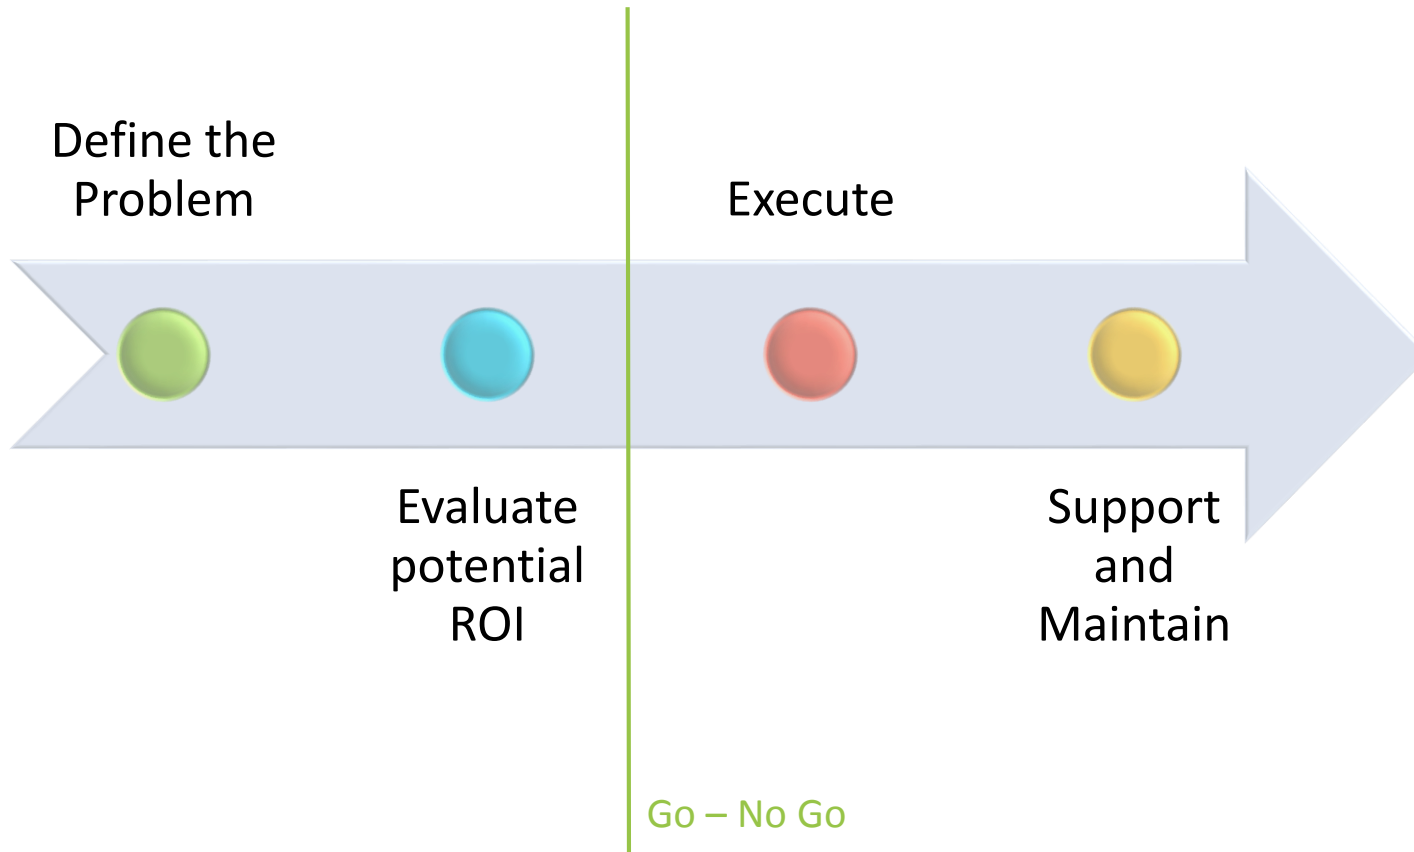 Define the
Problem
Evaluate
potential
ROI
Execute
Support
and
Maintain
Go – No Go